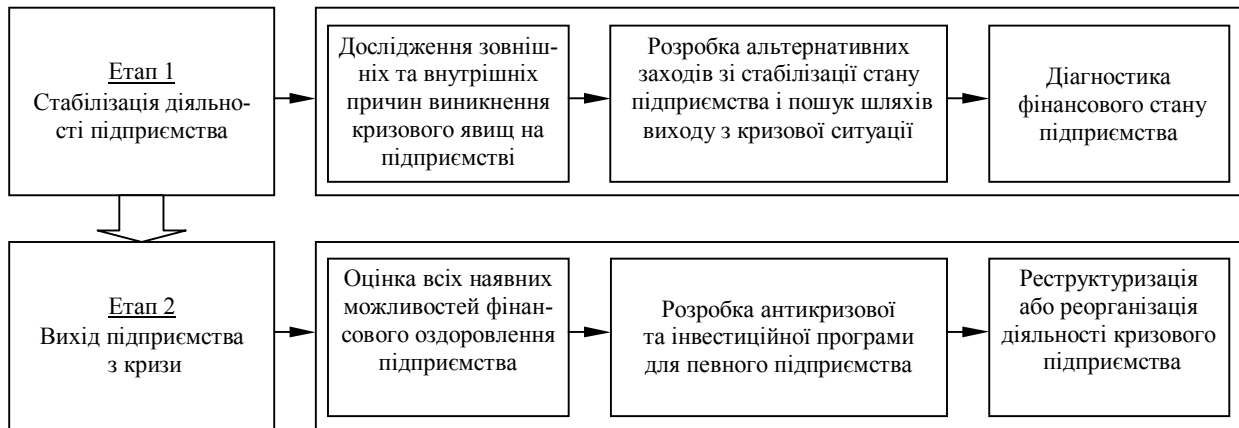 Етап 1
Стабілізація діяльно-
сті підприємства
Дослідження зовніш-
ніх та внутрішніх
причин виникнення
кризового явищ на
підприємстві
Розробка альтернативних
заходів зі стабілізації стану
підприємства і пошук шляхів
виходу з кризової ситуації
Діагностика
фінансового стану
підприємства
Етап 2
Вихід підприємства
з кризи
Оцінка всіх наявних
можливостей фінан-
сового оздоровлення
підприємства
Розробка антикризової
та інвестиційної програми
для певного підприємства
Реструктуризація
або реорганізація
діяльності кризового
підприємства